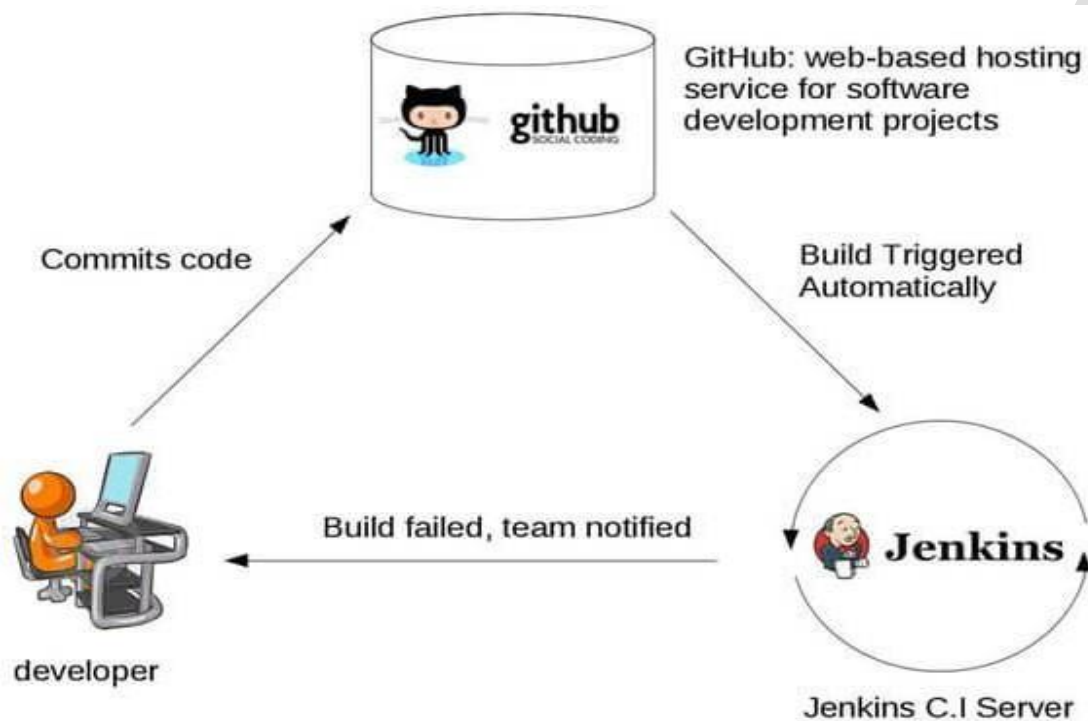 GitHub: web-based hosting
service for software
development projects
github
SOCIAL CODING
Commits code
Build Triggered
Automatically
Build failed, team notified
Jenkins
developer
Jenkins C.I Server